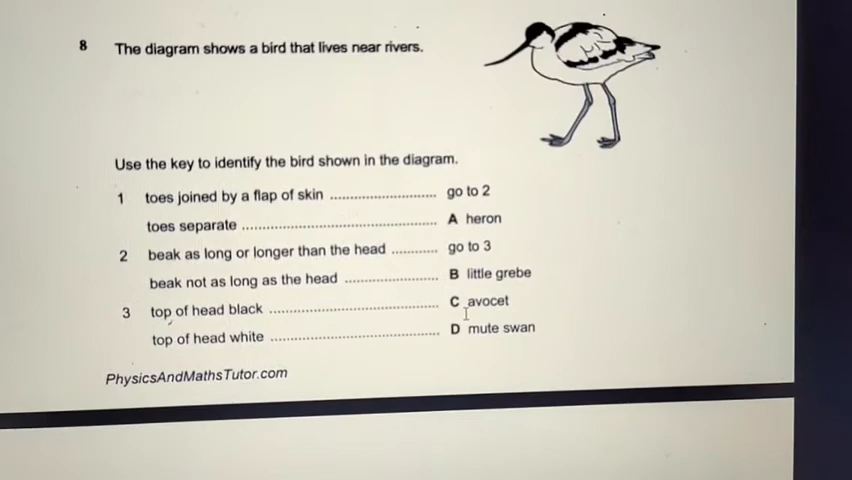 8 The diagram shows a bird that lives near rivers.
Use the key to identify the bird shown in the diagram.
1 toes joined by a flap of skin ........................... go to 2
toes separate ................................................. A heron
2 beak as long or longer than the head ........... go to 3
beak not as long as the head ....................... B little grebe
3 top of head black .......................................... C avocet
top of head white .......................................... D mute swan
PhysicsAndMathsTutor.com